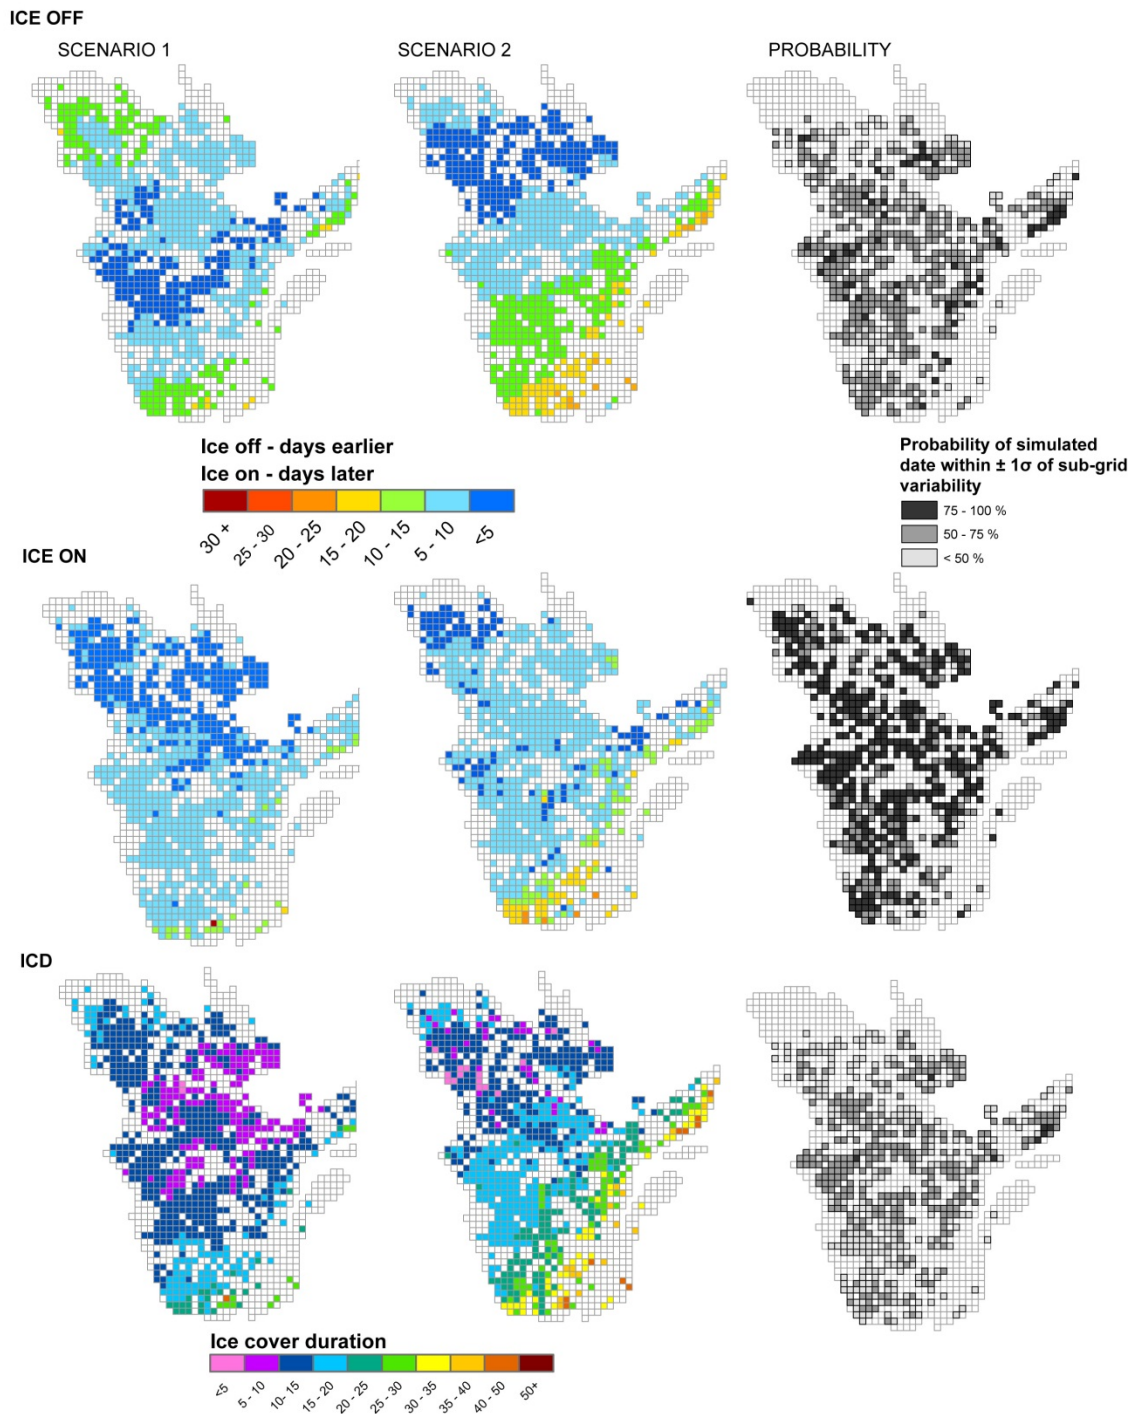 ICE OFF
SCENARIO 1
SCENARIO 2
PROBABILITY
Ice off - days earlier
Ice on - days later
30 +
25 - 30
20 - 25
15 - 20
10 - 15
5 - 10
<5
Probability of simulated
date within ± 1σ of sub-grid
variability
75 - 100 %
50 - 75 %
< 50 %
ICE ON
ICD
Ice cover duration
<5
5 - 10
10- 15
15 - 20
20 - 25
25 - 30
30 - 35
35 - 40
40 - 50
50+